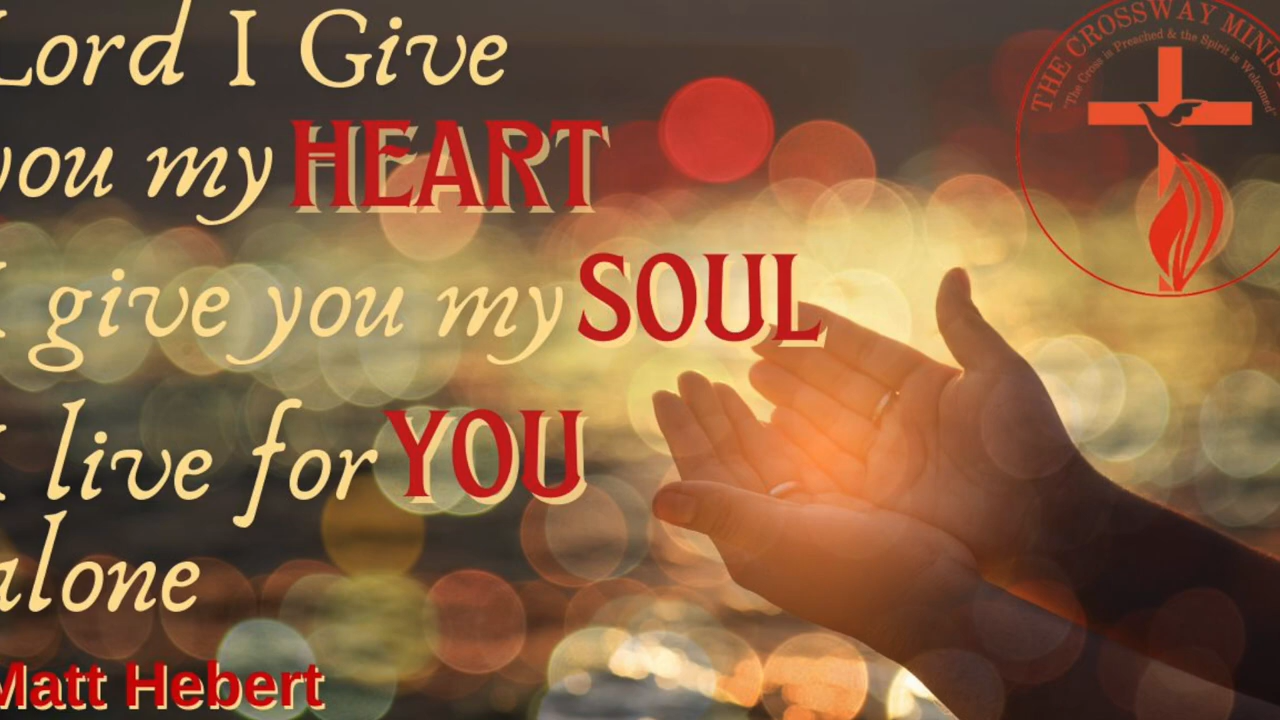 Lord I Give
you my HEART
I give you my SOUL
I live for YOU
alone
Matt Hebert
THE CROSSWAY MINIS
"The Cross is Preached & the Spirit is Welcomed"